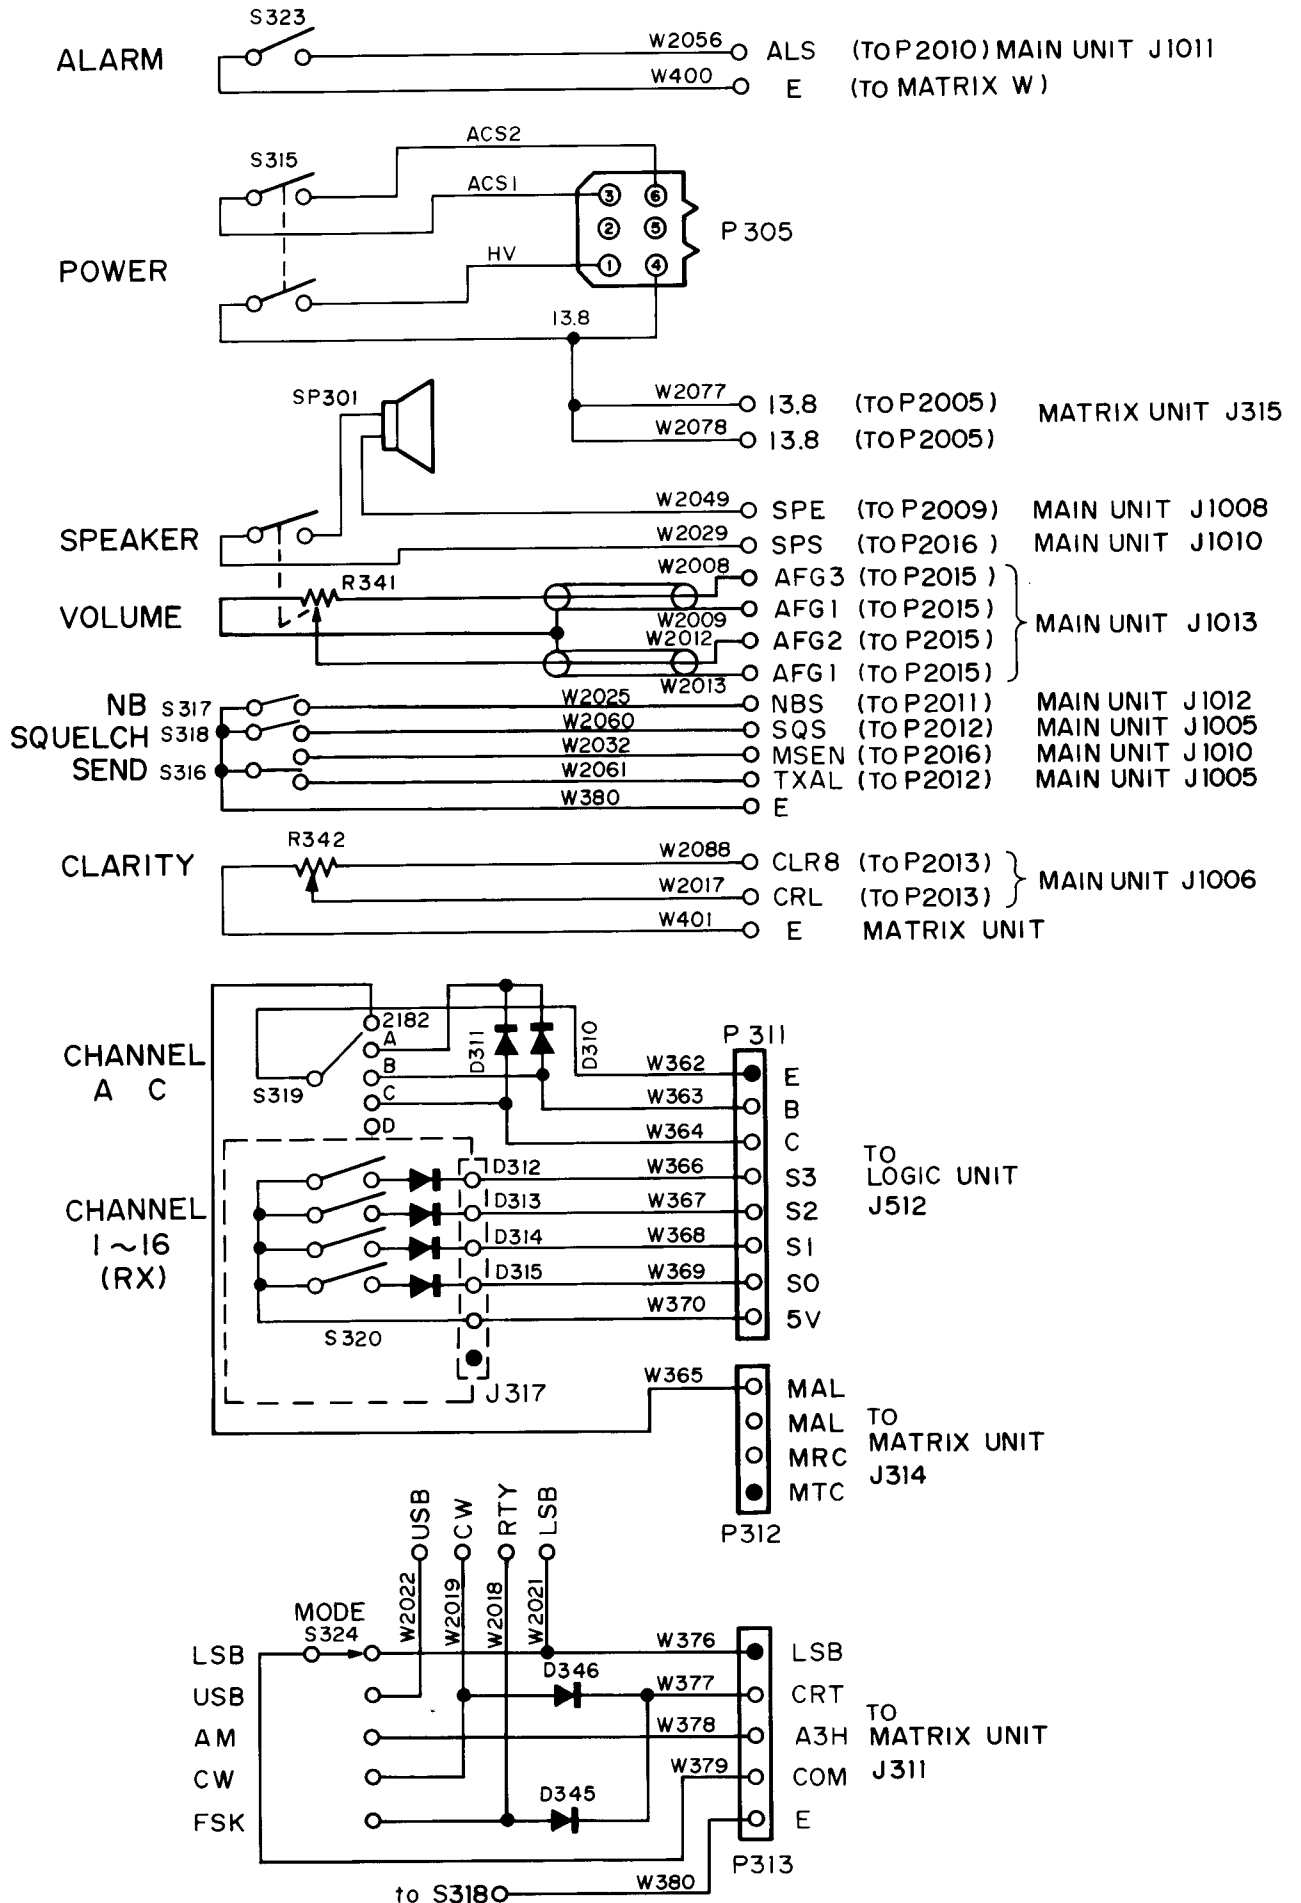 S323
ALARM
W2056
ALS (TO P2010) MAIN UNIT J1011
W400
E (TO MATRIX W)
ACS2
S315
ACS1
3 6
2 5
1 4
P305
POWER
HV
13.8
SP301
W2077
13.8 (TO P2005)
MATRIX UNIT J315
W2078
13.8 (TO P2005)
W2049
SPE (TO P2009) MAIN UNIT J1008
SPEAKER
W2029
SPS (TO P2016 ) MAIN UNIT J1010
W2008
AFG3 (TO P2015 )
R341
VOLUME
W2009
AFG1 (TO P2015)
MAIN UNIT J1013
W2012
AFG2 (TO P2015)
W2013
AFG1 (TO P2015)
NB S317
W2025
NBS (TO P2011) MAIN UNIT J1012
SQUELCH S318
W2060
SQS (TO P2012) MAIN UNIT J1005
W2032
MSEN (TO P2016) MAIN UNIT J1010
SEND S316
W2061
TXAL (TO P2012) MAIN UNIT J1005
W380
E
R342
CLARITY
W2088
CLR8 (TO P2013)
MAIN UNIT J1006
W2017
CRL (TO P2013)
W401
E MATRIX UNIT
2182
A
B
C
D
D311
D310
CHANNEL
A C
S319
P311
W362
E
W363
B
W364
C
D312
W366
S3
TO
LOGIC UNIT
J512
D313
W367
S2
D314
W368
S1
D315
W369
S0
W370
5V
CHANNEL
1~16
(RX)
S320
J317
W365
MAL
MAL
MRC
MTC
TO
MATRIX UNIT
J314
P312
USB
CW
RTY
LSB
W2022
W2019
W2018
W2021
MODE
S324
LSB
W376
LSB
D346
USB
W377
CRT
AM
W378
A3H
TO
MATRIX UNIT
J311
CW
W379
COM
D345
FSK
E
P313
W380
to S318